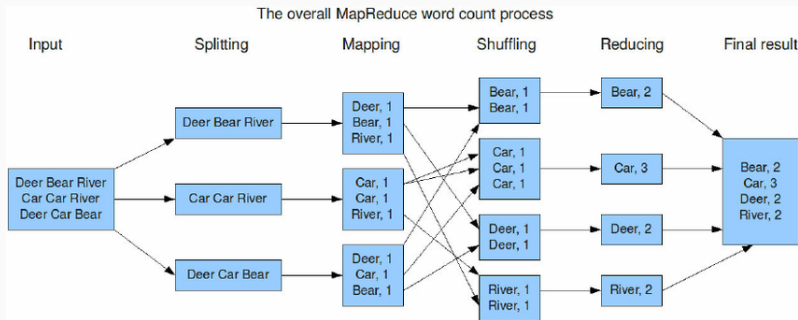 The overall MapReduce word count process
Input
Splitting
Mapping
Shuffling
Reducing
Final result
Deer Bear River
Car Car River
Deer Car Bear
Deer Bear River
Car Car River
Deer Car Bear
Deer, 1
Bear, 1
River, 1
Car, 1
Car, 1
River, 1
Deer, 1
Car, 1
Bear, 1
Bear, 1
Bear, 1
Car, 1
Car, 1
Car, 1
Deer, 1
Deer, 1
River, 1
River, 1
Bear, 2
Car, 3
Deer, 2
River, 2
Bear, 2
Car, 3
Deer, 2
River, 2